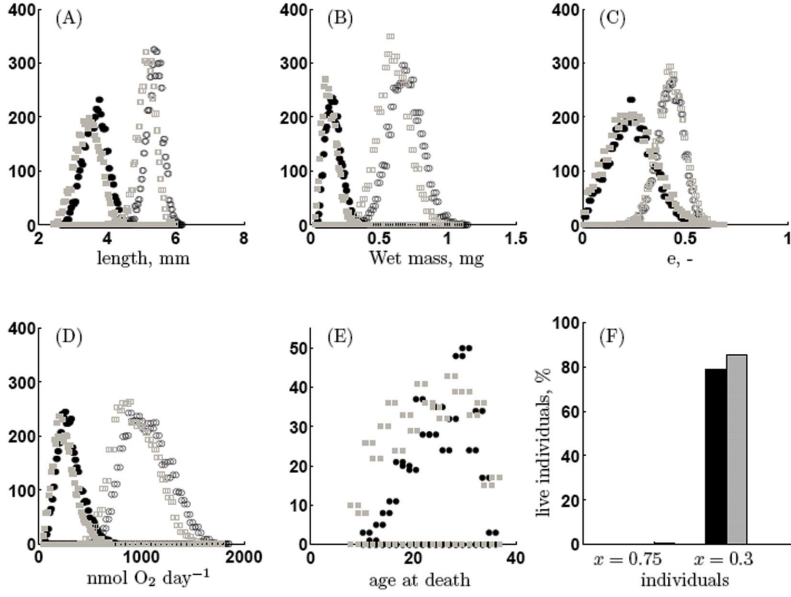 400 (A) 400 (B) 400 (C)
300 300 300
200 200 200
100 100 100
0 0 0
2 4 6 8 0 0.5 1 1.5 0 0.5 1
length, mm Wet mass, mg e, -
400 (D) 50 (E) 100 (F)
300 40 80
200 30 60
100 20 40
10 20
0 0 0
0 1000 2000 0 20 40 x = 0.75 x = 0.3
nmol O₂ day⁻¹ age at death individuals
live individuals, %